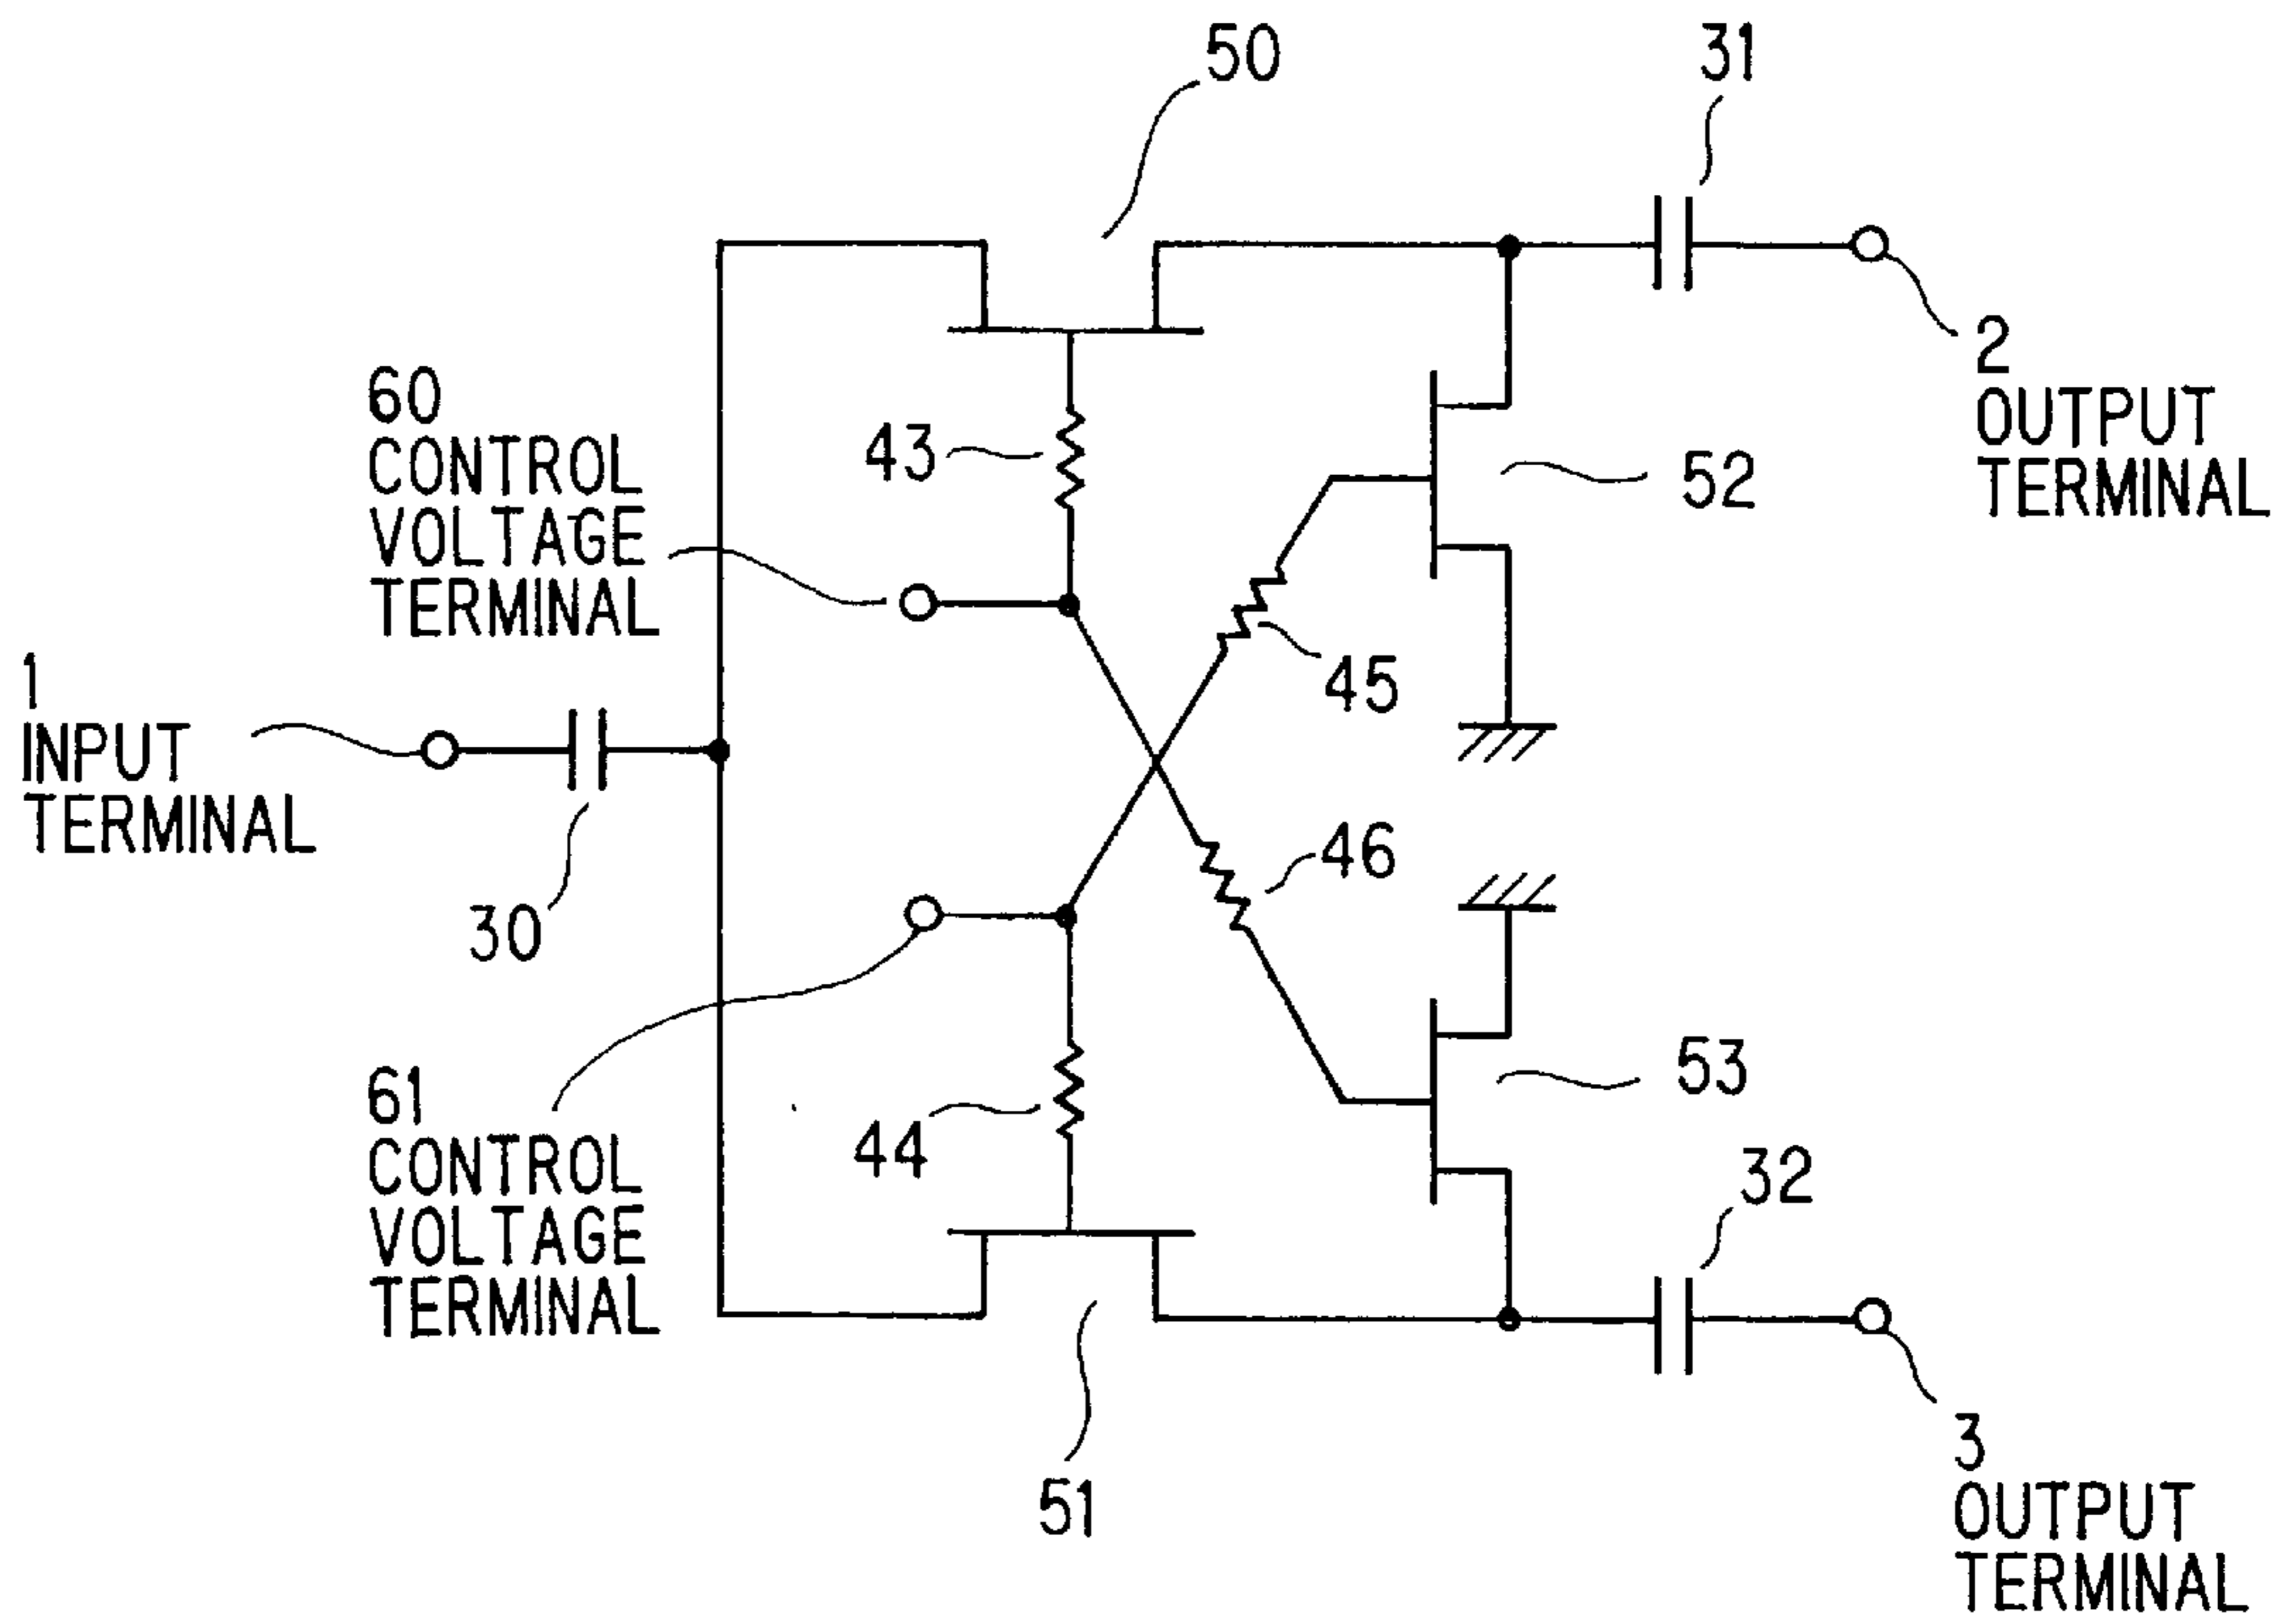 50
31
60
CONTROL
VOLTAGE
TERMINAL
43
52
2
OUTPUT
TERMINAL
1
INPUT
TERMINAL
45
30
46
61
CONTROL
VOLTAGE
TERMINAL
44
53
32
51
3
OUTPUT
TERMINAL